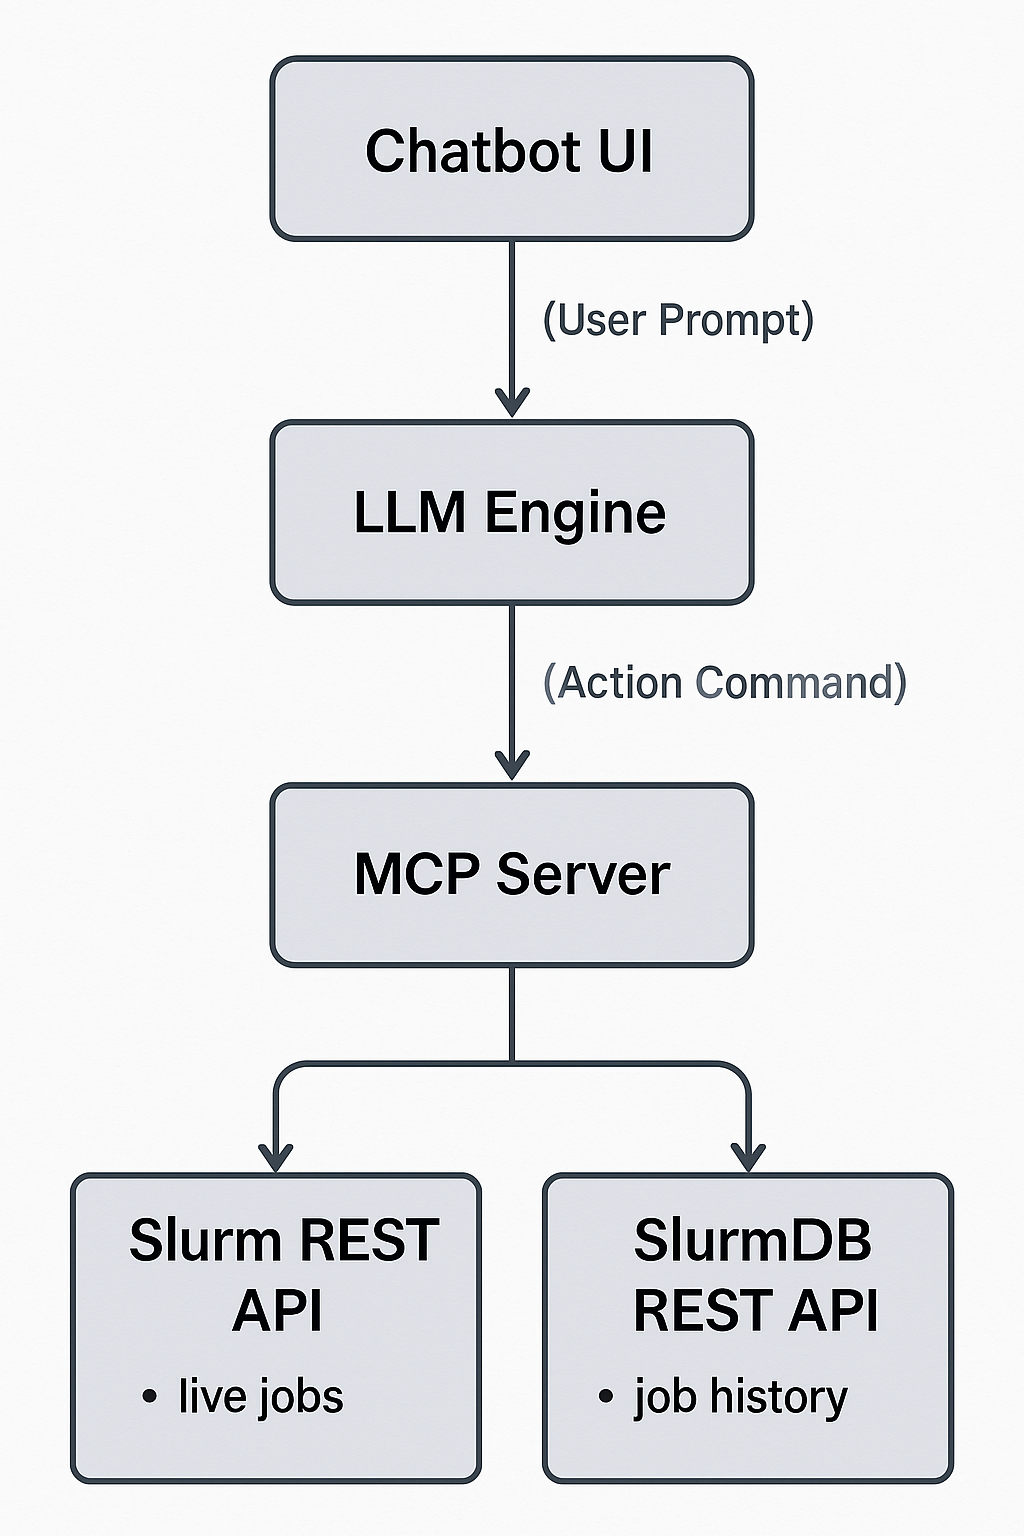 Chatbot UI
(User Prompt)
LLM Engine
(Action Command)
MCP Server
Slurm REST
API
• live jobs
SlurmDB
REST API
• job history